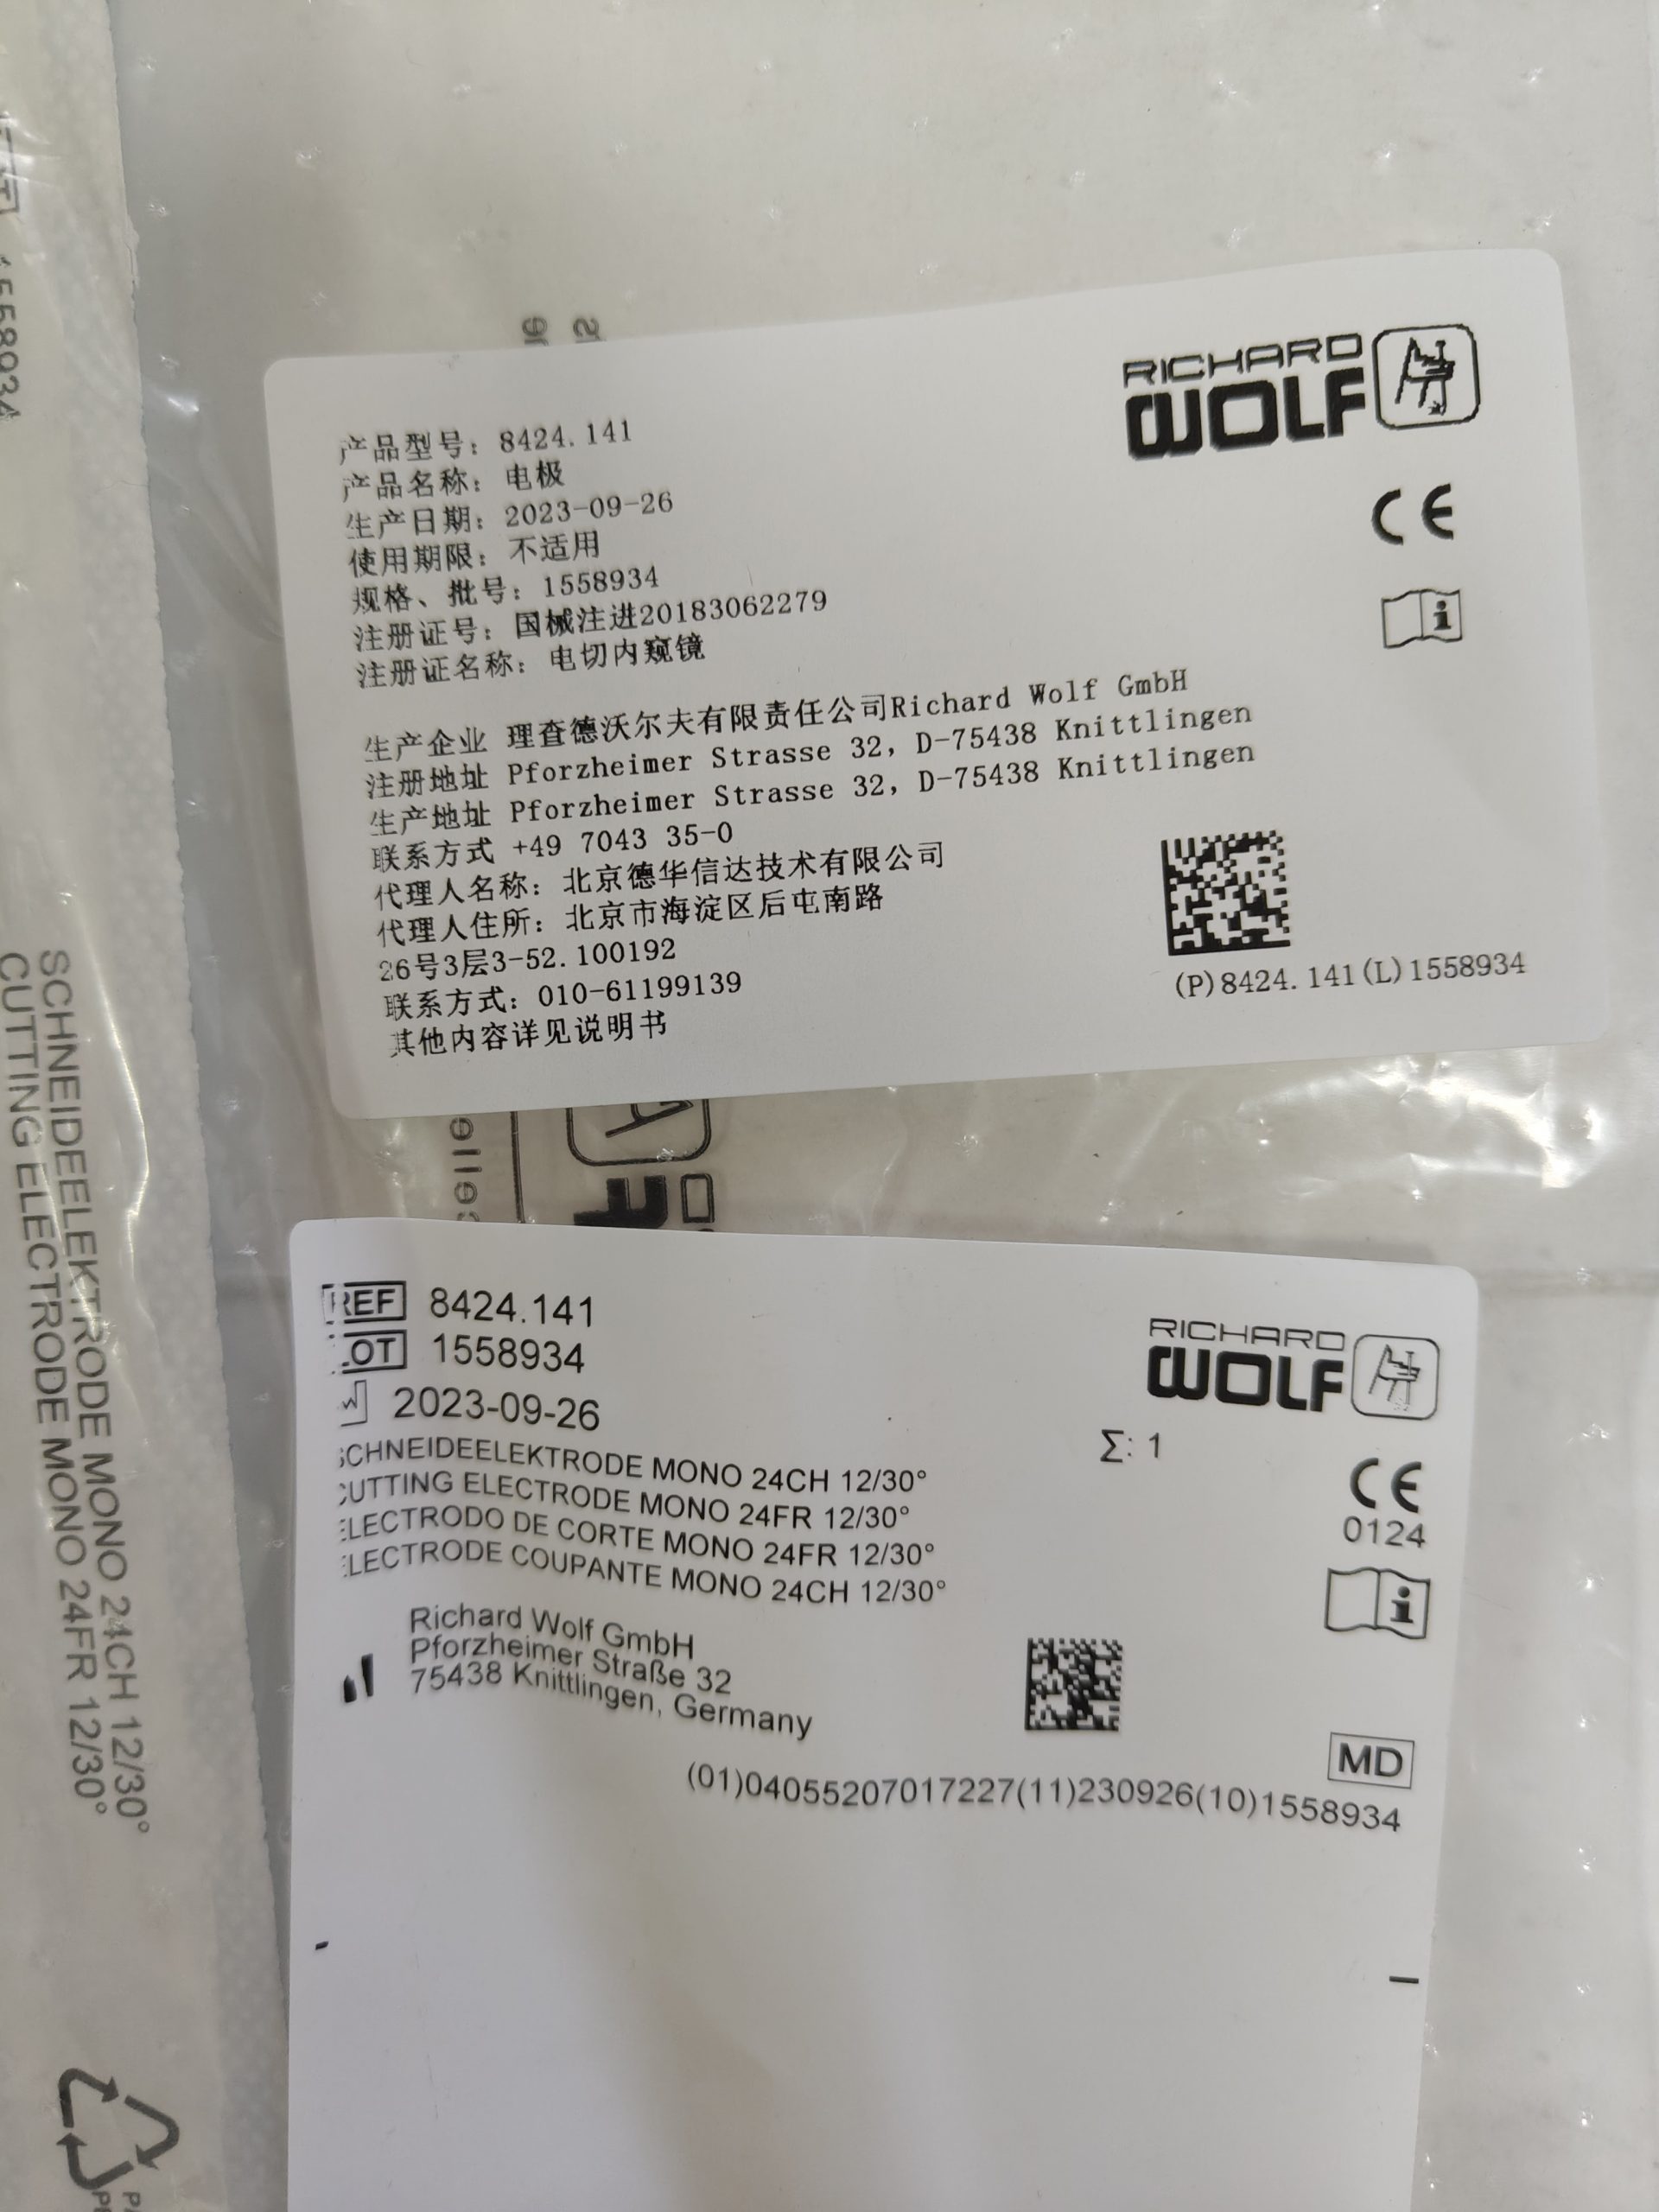 RICHARD
WOLF
产品型号: 8424.141
产品名称: 电极
生产日期: 2023-09-26
使用期限: 不适用
规格、批号: 1558934
注册证号: 国械注进20183062279
注册证名称: 电切内窥镜
CE
生产企业 理查德沃尔夫有限责任公司Richard Wolf GmbH
注册地址 Pforzheimer Strasse 32, D-75438 Knittlingen
生产地址 Pforzheimer Strasse 32, D-75438 Knittlingen
联系方式 +49 7043 35-0
代理人名称: 北京德华信达技术有限公司
代理人住所: 北京市海淀区后屯南路
26号3层3-52.100192
联系方式: 010-61199139
其他内容详见说明书
(P)8424.141(L)1558934
REF 8424.141
LOT 1558934
2023-09-26
RICHARD
WOLF
Σ: 1
SCHNEIDEELEKTRODE MONO 24CH 12/30°
CUTTING ELECTRODE MONO 24FR 12/30°
ELECTRODO DE CORTE MONO 24FR 12/30°
ELECTRODE COUPANTE MONO 24CH 12/30°
CE
0124
Richard Wolf GmbH
Pforzheimer Straße 32
75438 Knittlingen, Germany
MD
(01)04055207017227(11)230926(10)1558934
1558934
SCHNEIDEELEKTRODE MONO 24CH 12/30°
CUTTING ELECTRODE MONO 24FR 12/30°